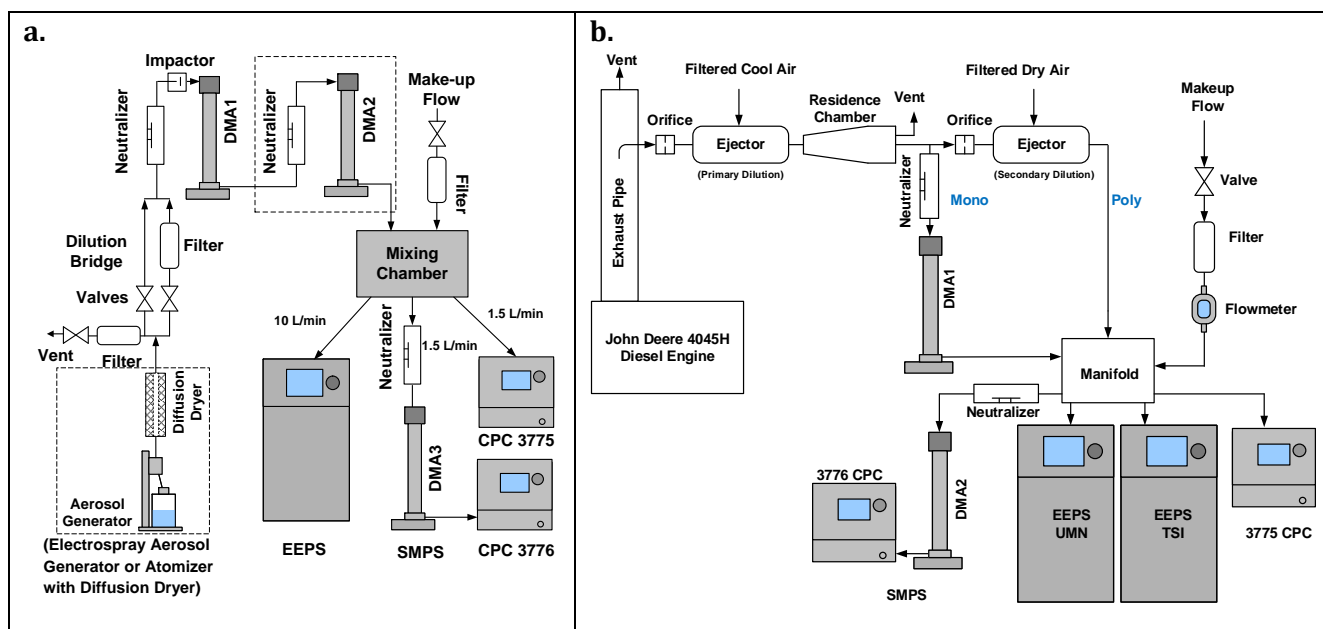 a.
Impactor
Neutralizer
DMA1
Neutralizer
DMA2
Make-up
Flow
Filter
Dilution
Bridge
Filter
Valves
Vent
Filter
Mixing
Chamber
10 L/min
1.5 L/min
1.5 L/min
Neutralizer
Diffusion
Dryer
Aerosol
Generator
(Electrospray Aerosol
Generator or Atomizer
with Diffusion Dryer)
DMA3
CPC 3775
EEPS
SMPS
CPC 3776
b.
Vent
Filtered Cool Air
Filtered Dry Air
Makeup
Flow
Residence
Chamber
Vent
Orifice
Orifice
Ejector
(Primary Dilution)
Ejector
(Secondary Dilution)
Exhaust Pipe
Neutralizer
Mono
Poly
Valve
Filter
Flowmeter
DMA1
John Deere 4045H
Diesel Engine
Manifold
Neutralizer
3776 CPC
DMA2
EEPS
UMN
EEPS
TSI
3775 CPC
SMPS